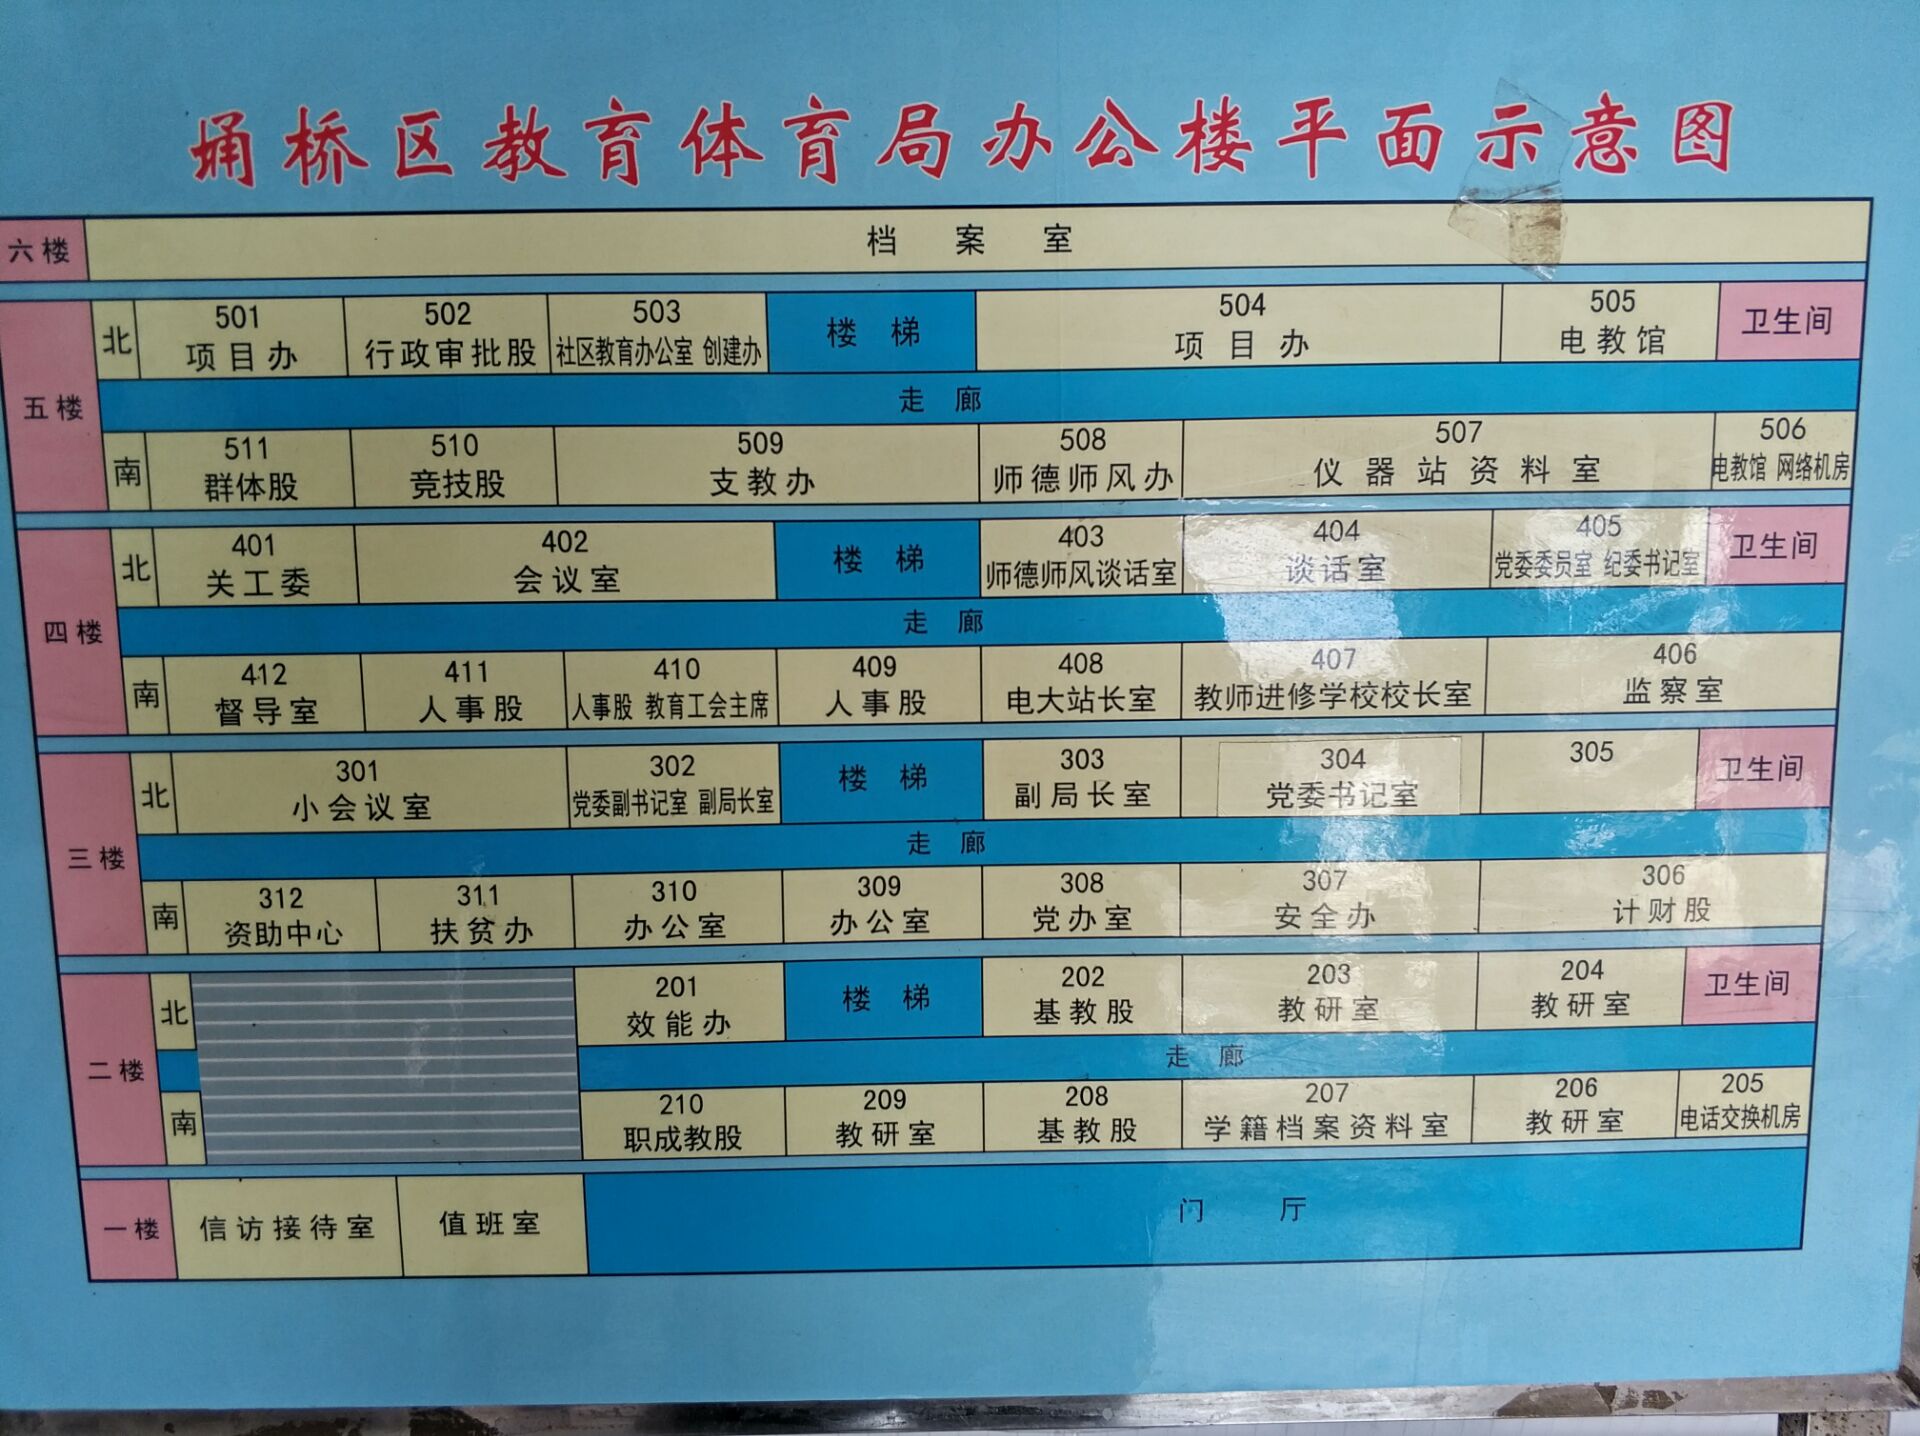 埇桥区教育体育局办公楼平面示意图
六楼 档案室
五楼
北 501 502 503 楼梯 504 505 卫生间
项目办 行政审批股 社区教育办公室 创建办 项目办 电教馆
走廊
南 511 510 509 508 507 506
群体股 竞技股 支教办 师德师风办 仪器站资料室 电教馆 网络机房
四楼
北 401 402 楼梯 403 404 405 卫生间
关工委 会议室 师德师风谈话室 谈话室 党委委员室 纪委书记室
走廊
南 412 411 410 409 408 407 406
督导室 人事股 人事股 教育工会主席 人事股 电大站长室 教师进修学校校长室 监察室
三楼
北 301 302 楼梯 303 304 305 卫生间
小会议室 党委副书记室 副局长室 副局长室 党委书记室
走廊
南 312 311 310 309 308 307 306
资助中心 扶贫办 办公室 办公室 党办室 安全办 计财股
二楼
北 201 楼梯 202 203 204 卫生间
效能办 基教股 教研室 教研室
走廊
南 210 209 208 207 206 205
职成教股 教研室 基教股 学籍档案资料室 教研室 电话交换机房
一楼 信访接待室 值班室 门厅